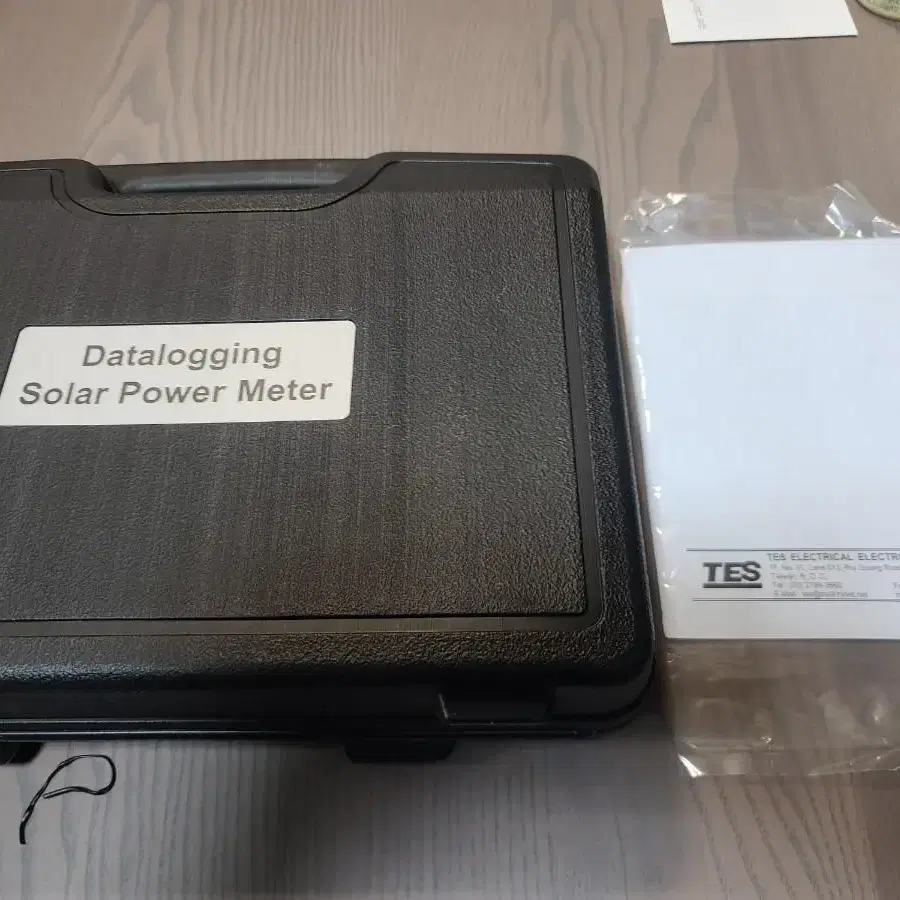 Datalogging
Solar Power Meter
TES
TES ELECTRICAL ELECTR
Taiwan, R.O.C.